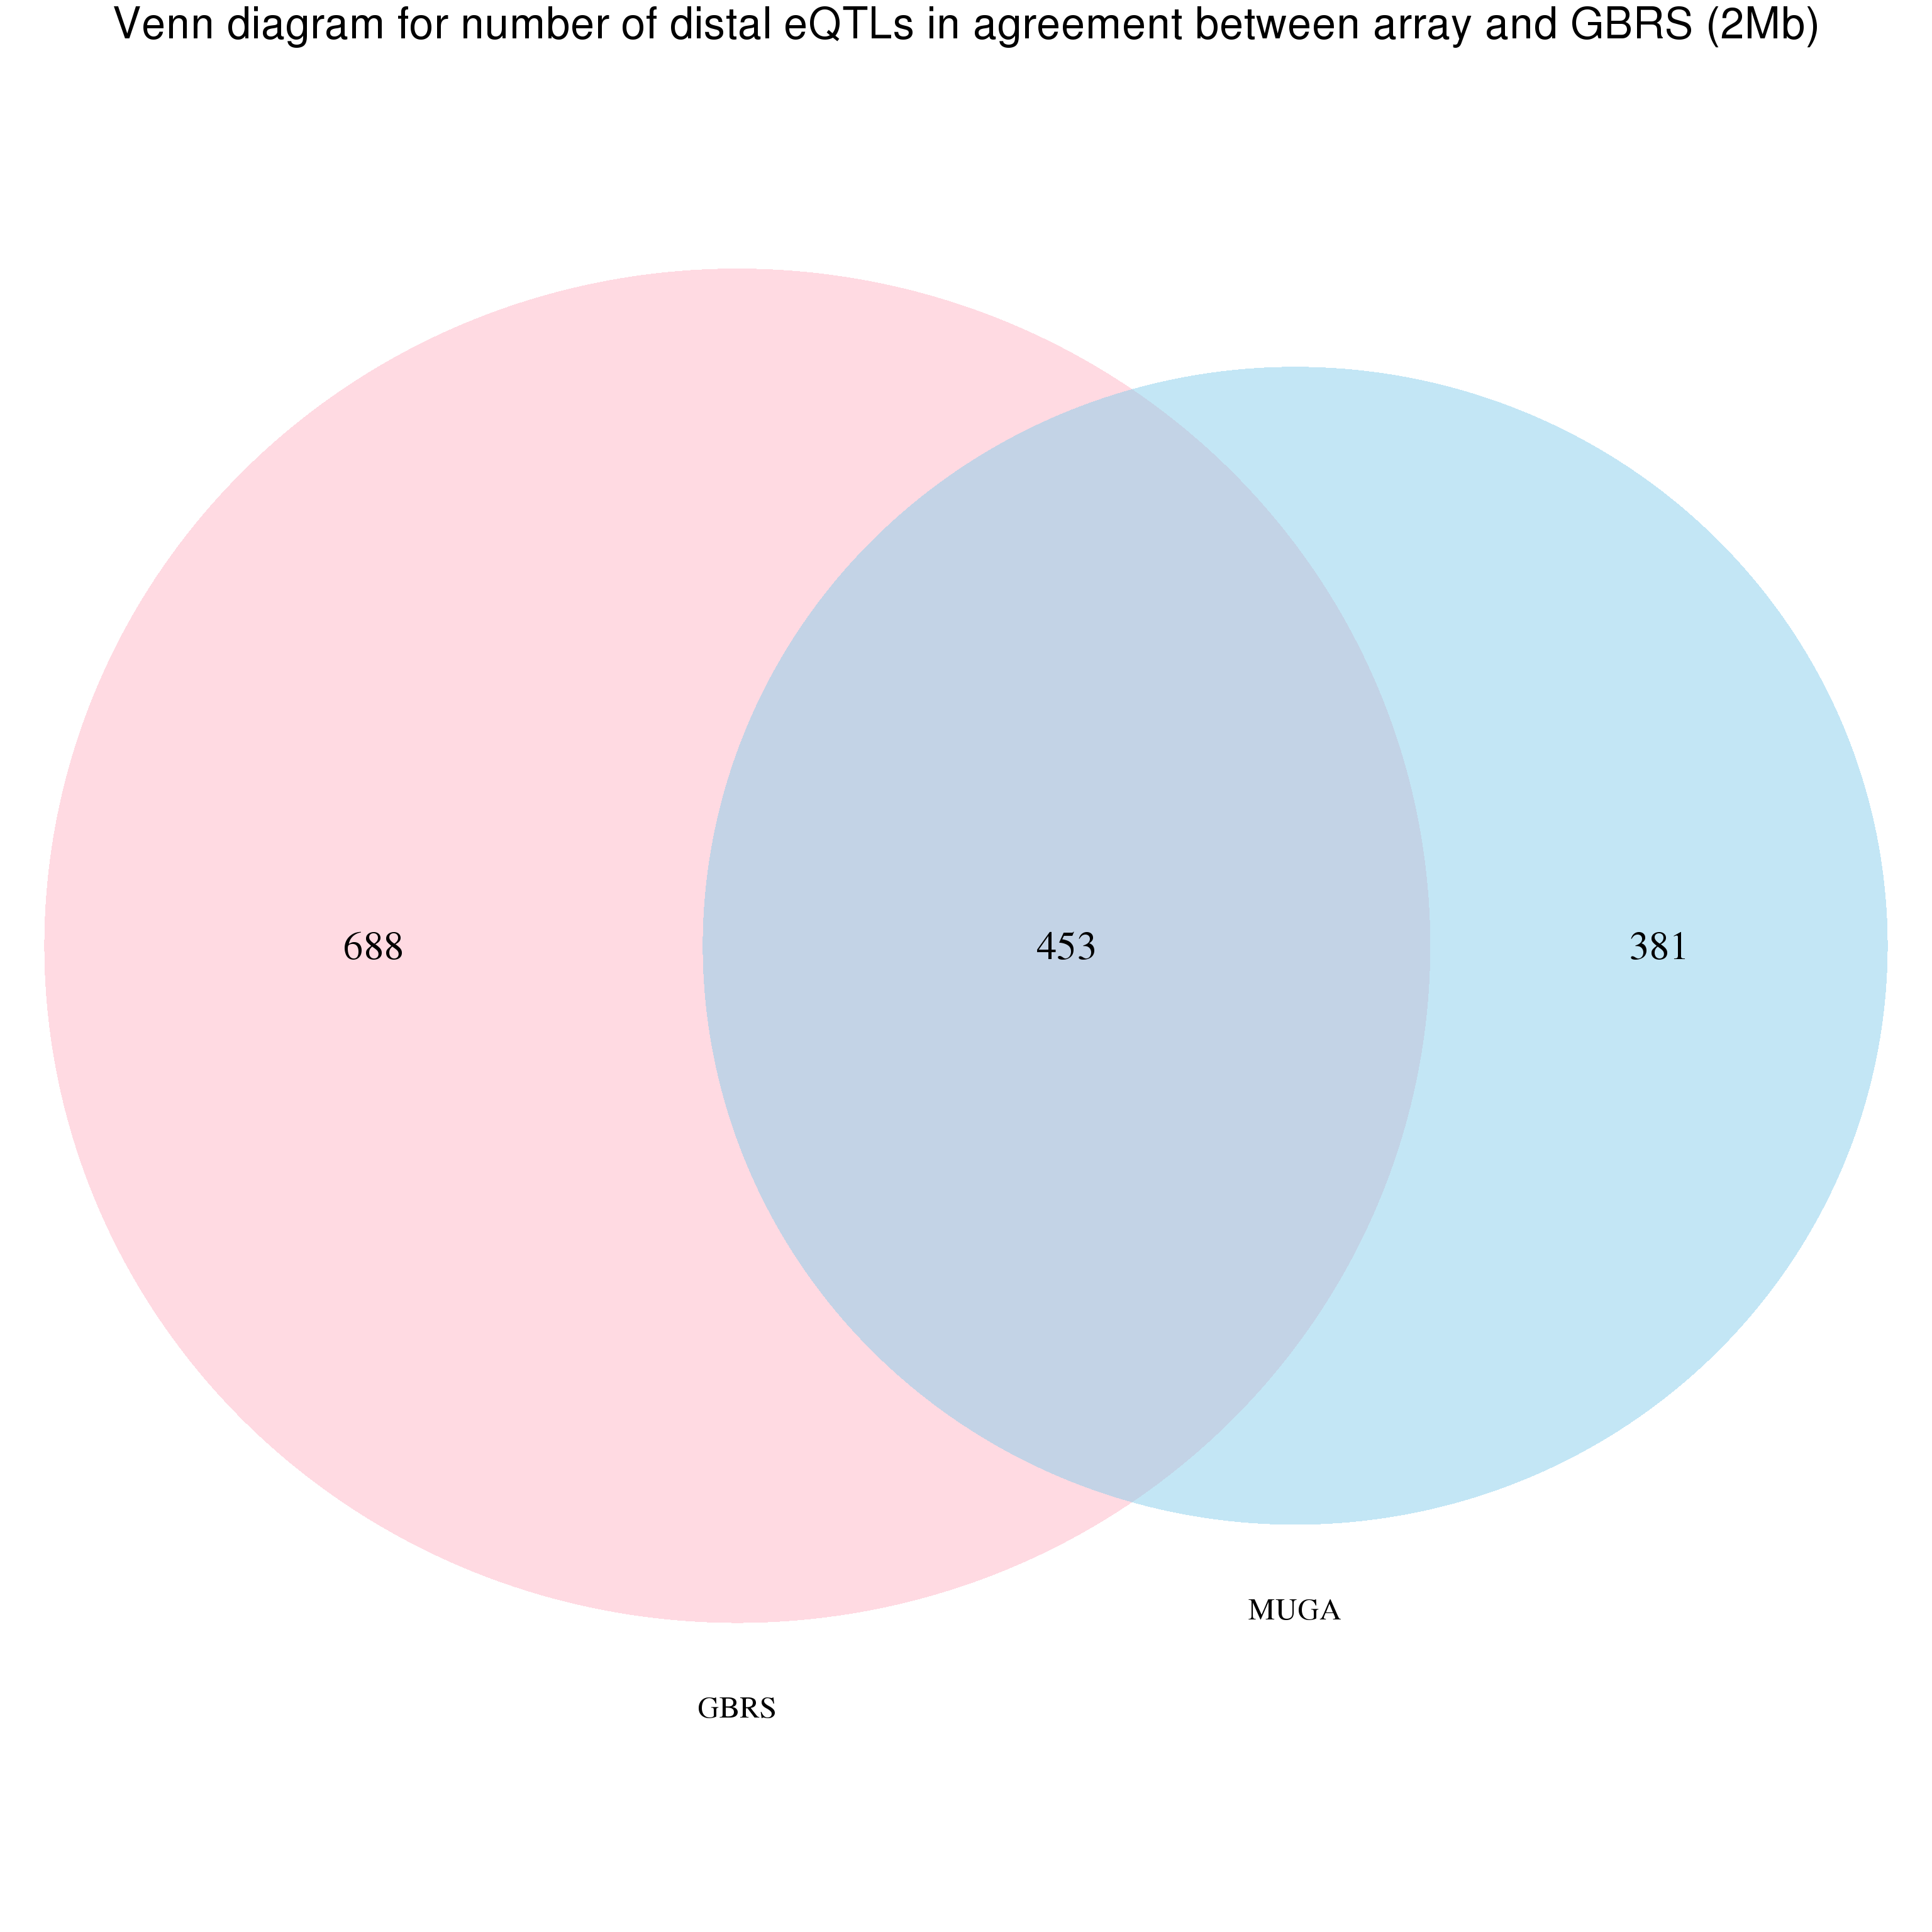 Venn diagram for number of distal eQTLs in agreement between array and GBRS (2Mb)
688 453 381
MUGA
GBRS